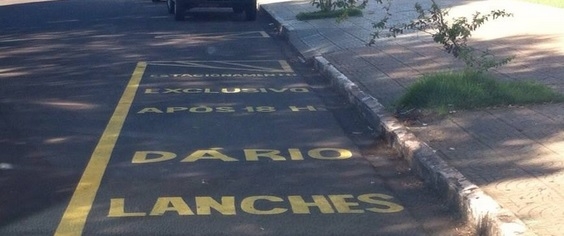 ESTACIONAMENTO
EXCLUSIVO
APÓS 18 H.
DÁRIO
LANCHES